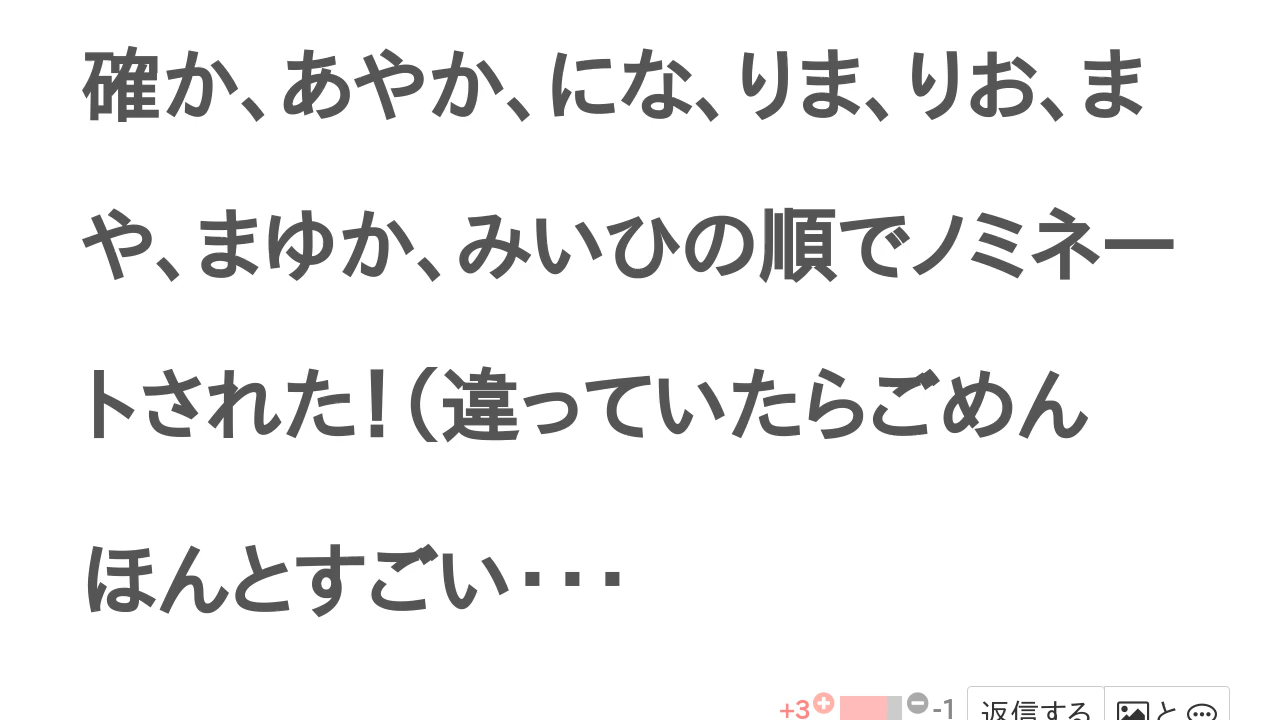 確か、あやか、にな、りま、りお、ま
や、まゆか、みいひの順でノミネー
トされた！（違っていたらごめん
ほんとすごい・・・
+3 -1 返信する と